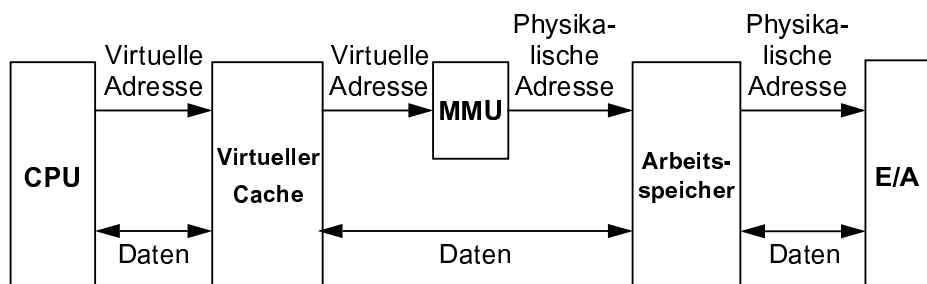 Virtuelle
Adresse
Virtuelle
Adresse
Physika-
lische
Adresse
Physika-
lische
Adresse
CPU
Virtueller
Cache
MMU
Arbeits-
speicher
E/A
Daten
Daten
Daten